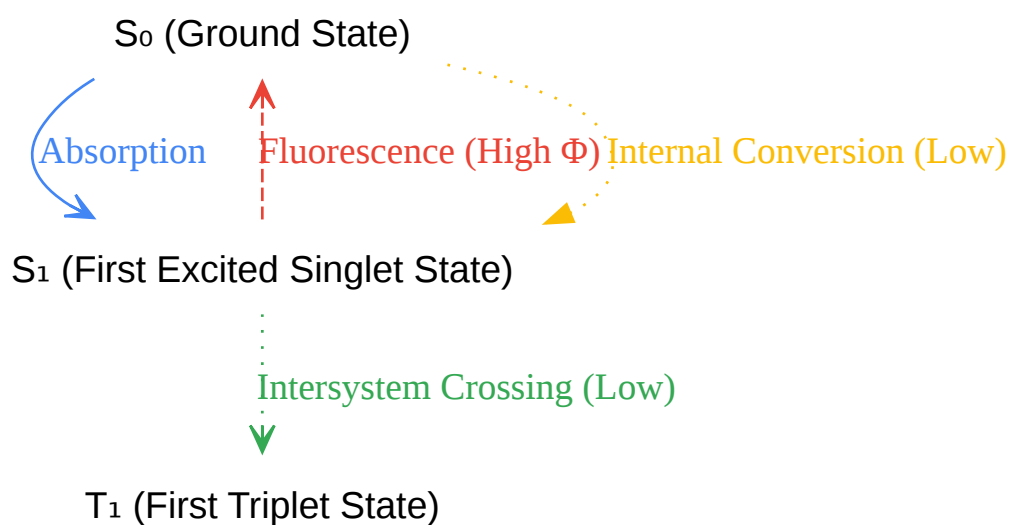 S₀ (Ground State)
Absorption
Fluorescence (High Φ)
Internal Conversion (Low)
S₁ (First Excited Singlet State)
Intersystem Crossing (Low)
T₁ (First Triplet State)